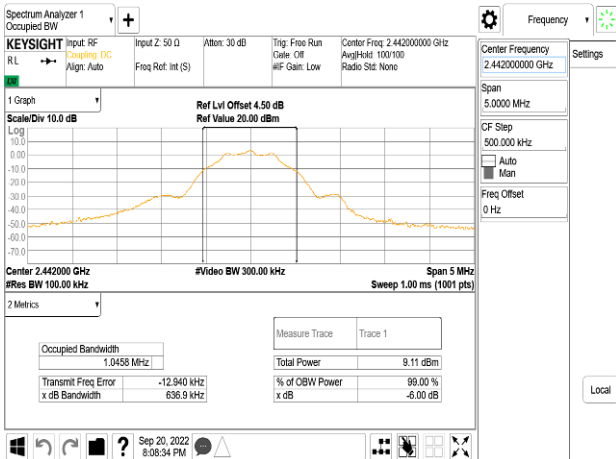 Spectrum Analyzer 1
Occupied BW
Frequency
KEYSIGHT
RL
Input: RF
Coupling: DC
Align: Auto
Input Z: 50 Ω
Freq Ref: Int (S)
Atten: 30 dB
Trig: Free Run
Gate: Off
#IF Gain: Low
Center Freq: 2.442000000 GHz
Avg|Hold: 100/100
Radio Std: None
Center Frequency
2.442000000 GHz
Settings
Span
5.0000 MHz
CF Step
500.000 kHz
Auto
Man
Freq Offset
0 Hz
Local
1 Graph
Scale/Div 10.0 dB
Ref Lvl Offset 4.50 dB
Ref Value 20.00 dBm
Log
10.0
0.00
-10.0
-20.0
-30.0
-40.0
-50.0
-60.0
-70.0
Center 2.442000 GHz
#Res BW 100.00 kHz
#Video BW 300.00 kHz
Span 5 MHz
Sweep 1.00 ms (1001 pts)
2 Metrics
Measure Trace Trace 1
Occupied Bandwidth
1.0458 MHz
Total Power 9.11 dBm
Transmit Freq Error -12.940 kHz
% of OBW Power 99.00 %
x dB Bandwidth 636.9 kHz
x dB -6.00 dB
?
Sep 20, 2022
8:08:34 PM